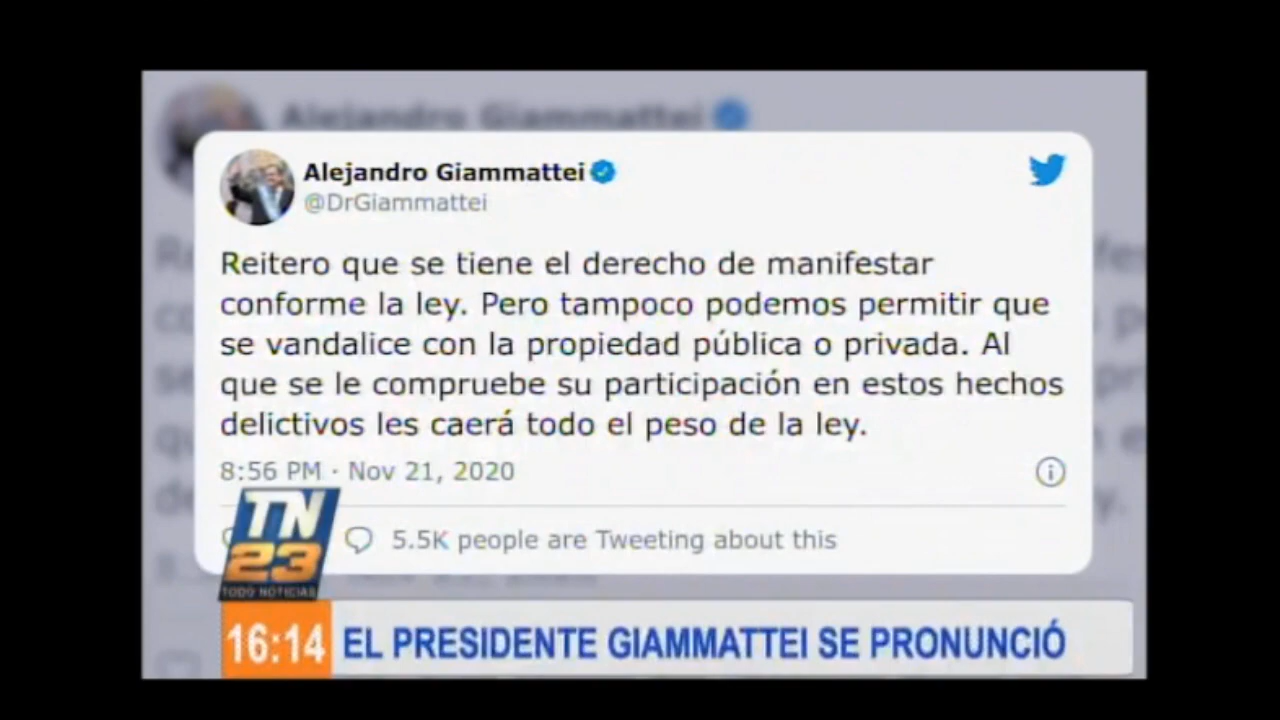 Alejandro Giammattei
Alejandro Giammattei
@DrGiammattei
Reitero que se tiene el derecho de manifestar
conforme la ley. Pero tampoco podemos permitir que
se vandalice con la propiedad pública o privada. Al
que se le compruebe su participación en estos hechos
delictivos les caerá todo el peso de la ley.
8:56 PM · Nov 21, 2020
5.5K people are Tweeting about this
TN
23
TODO NOTICIAS
16:14 EL PRESIDENTE GIAMMATTEI SE PRONUNCIÓ